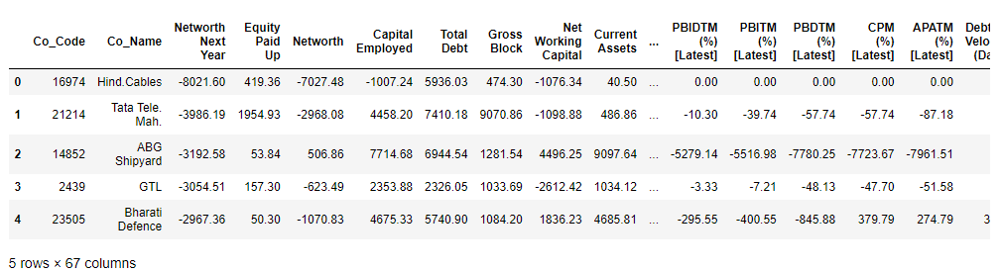 Co_Code Co_Name Networth Next Year Equity Paid Up Networth Capital Employed Total Debt Gross Block Net Working Capital Current Assets ... PBIDTM (%) [Latest] PBITM (%) [Latest] PBDTM (%) [Latest] CPM (%) [Latest] APATM (%) [Latest] Debt Velo (Da
0 16974 Hind.Cables -8021.60 419.36 -7027.48 -1007.24 5936.03 474.30 -1076.34 40.50 ... 0.00 0.00 0.00 0.00 0.00
1 21214 Tata Tele. Mah. -3986.19 1954.93 -2968.08 4458.20 7410.18 9070.86 -1098.88 486.86 ... -10.30 -39.74 -57.74 -57.74 -87.18
2 14852 ABG Shipyard -3192.58 53.84 506.86 7714.68 6944.54 1281.54 4496.25 9097.64 ... -5279.14 -5516.98 -7780.25 -7723.67 -7961.51
3 2439 GTL -3054.51 157.30 -623.49 2353.88 2326.05 1033.69 -2612.42 1034.12 ... -3.33 -7.21 -48.13 -47.70 -51.58
4 23505 Bharati Defence -2967.36 50.30 -1070.83 4675.33 5740.90 1084.20 1836.23 4685.81 ... -295.55 -400.55 -845.88 379.79 274.79 3
5 rows × 67 columns